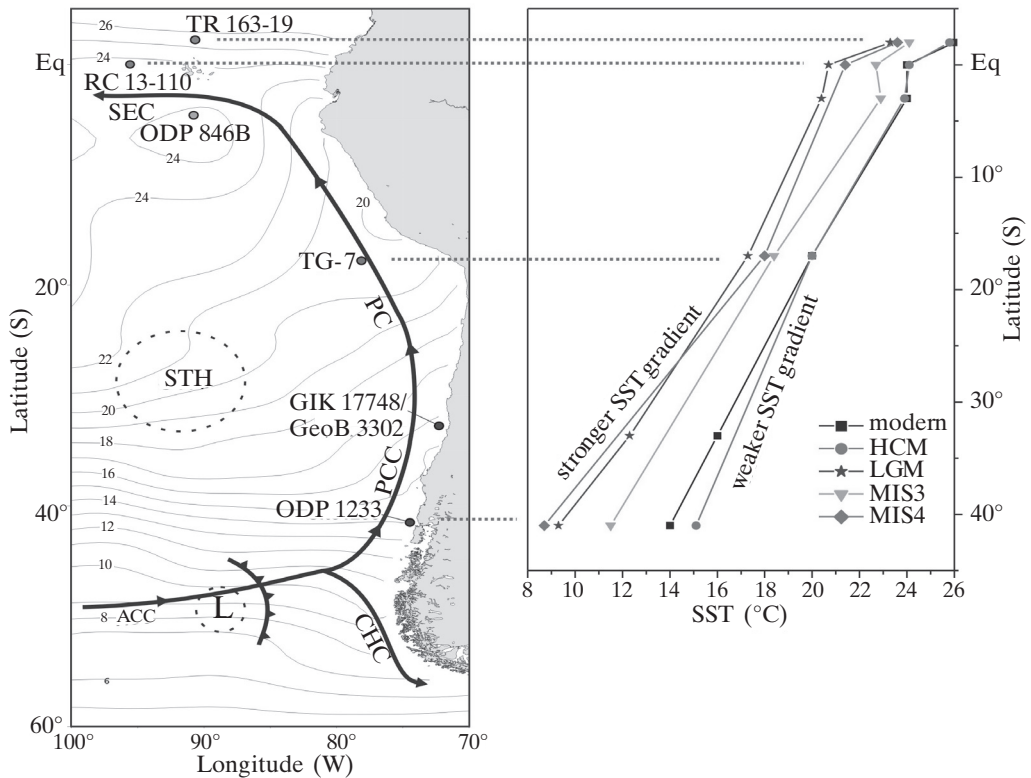 26
TR 163-19
24
Eq
RC 13-110
SEC
ODP 846B
24
24
20
TG-7
20°
PC
22
STH
GIK 17748/
GeoB 3302
20
18
PCC
16
14
ODP 1233
40°
12
10
L
8
ACC
CHC
6
60°
100°
90°
80°
70°
Longitude (W)
Latitude (S)
Eq
10°
20°
30°
40°
Latitude (S)
stronger SST gradient
weaker SST gradient
modern
HCM
LGM
MIS3
MIS4
8
10
12
14
16
18
20
22
24
26
SST (°C)